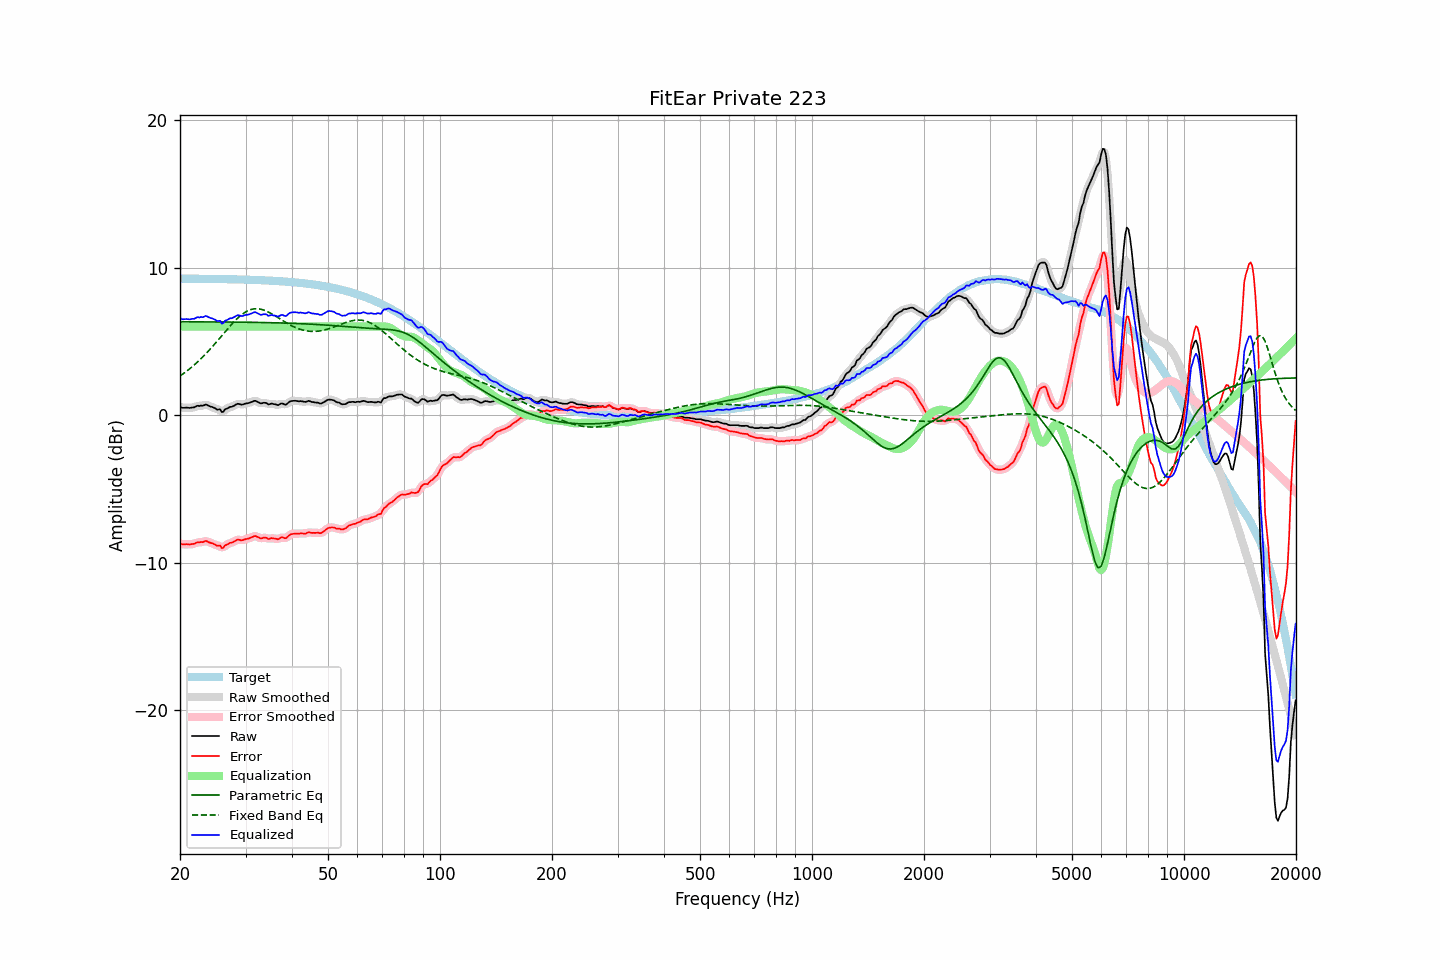 FitEar Private 223
20
10
0
−10
−20
Amplitude (dBr)
Target
Raw Smoothed
Error Smoothed
Raw
Error
Equalization
Parametric Eq
Fixed Band Eq
Equalized
20 50 100 200 500 1000 2000 5000 10000 20000
Frequency (Hz)